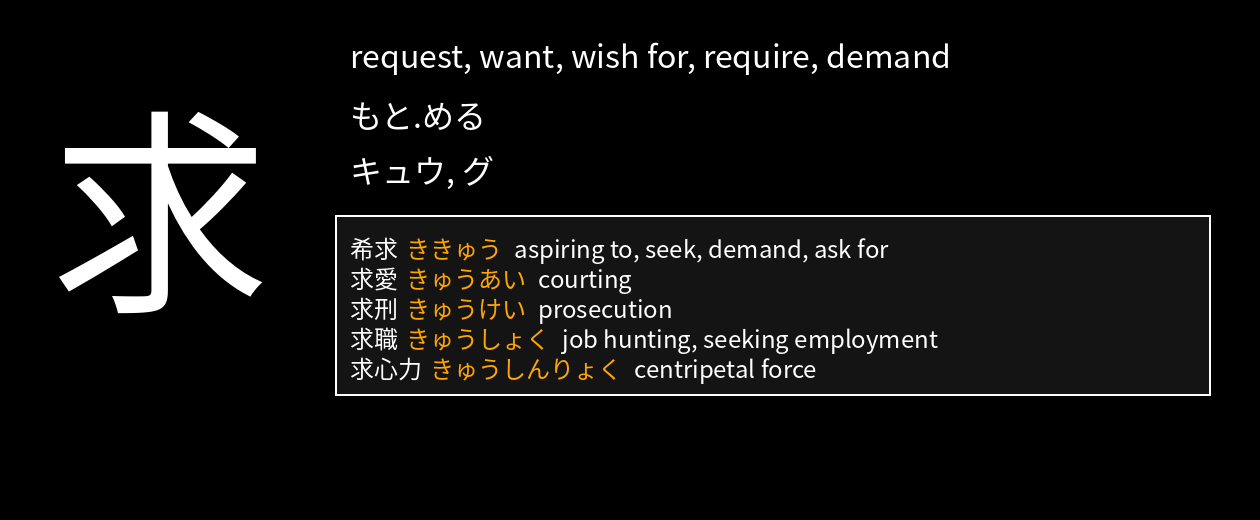 求
request, want, wish for, require, demand
もと.める
キュウ, グ
希求 ききゅう aspiring to, seek, demand, ask for
求愛 きゅうあい courting
求刑 きゅうけい prosecution
求職 きゅうしょく job hunting, seeking employment
求心力 きゅうしんりょく centripetal force